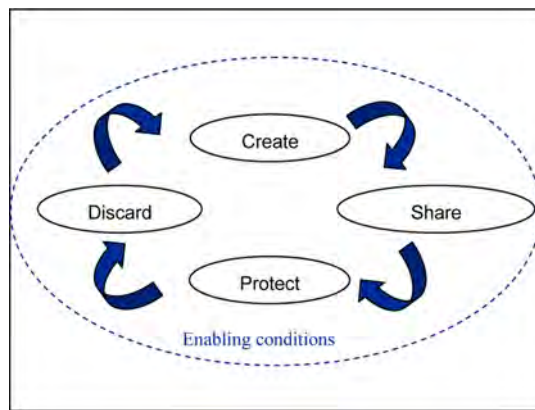 Create
Discard
Share
Protect
Enabling conditions